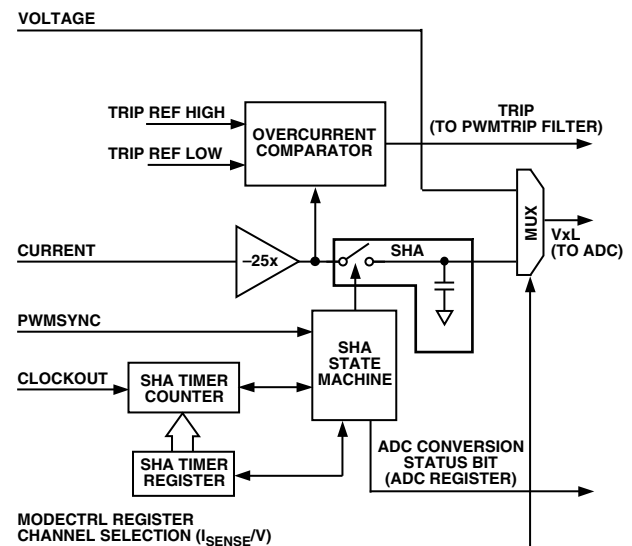 VOLTAGE
TRIP REF HIGH
TRIP REF LOW
OVERCURRENT
COMPARATOR
TRIP
(TO PWMTRIP FILTER)
MUX
VxL
(TO ADC)
CURRENT
–25x
SHA
PWMSYNC
SHA
STATE
MACHINE
CLOCKOUT
SHA TIMER
COUNTER
SHA TIMER
REGISTER
ADC CONVERSION
STATUS BIT
(ADC REGISTER)
MODECTRL REGISTER
CHANNEL SELECTION (ISENSE/V)